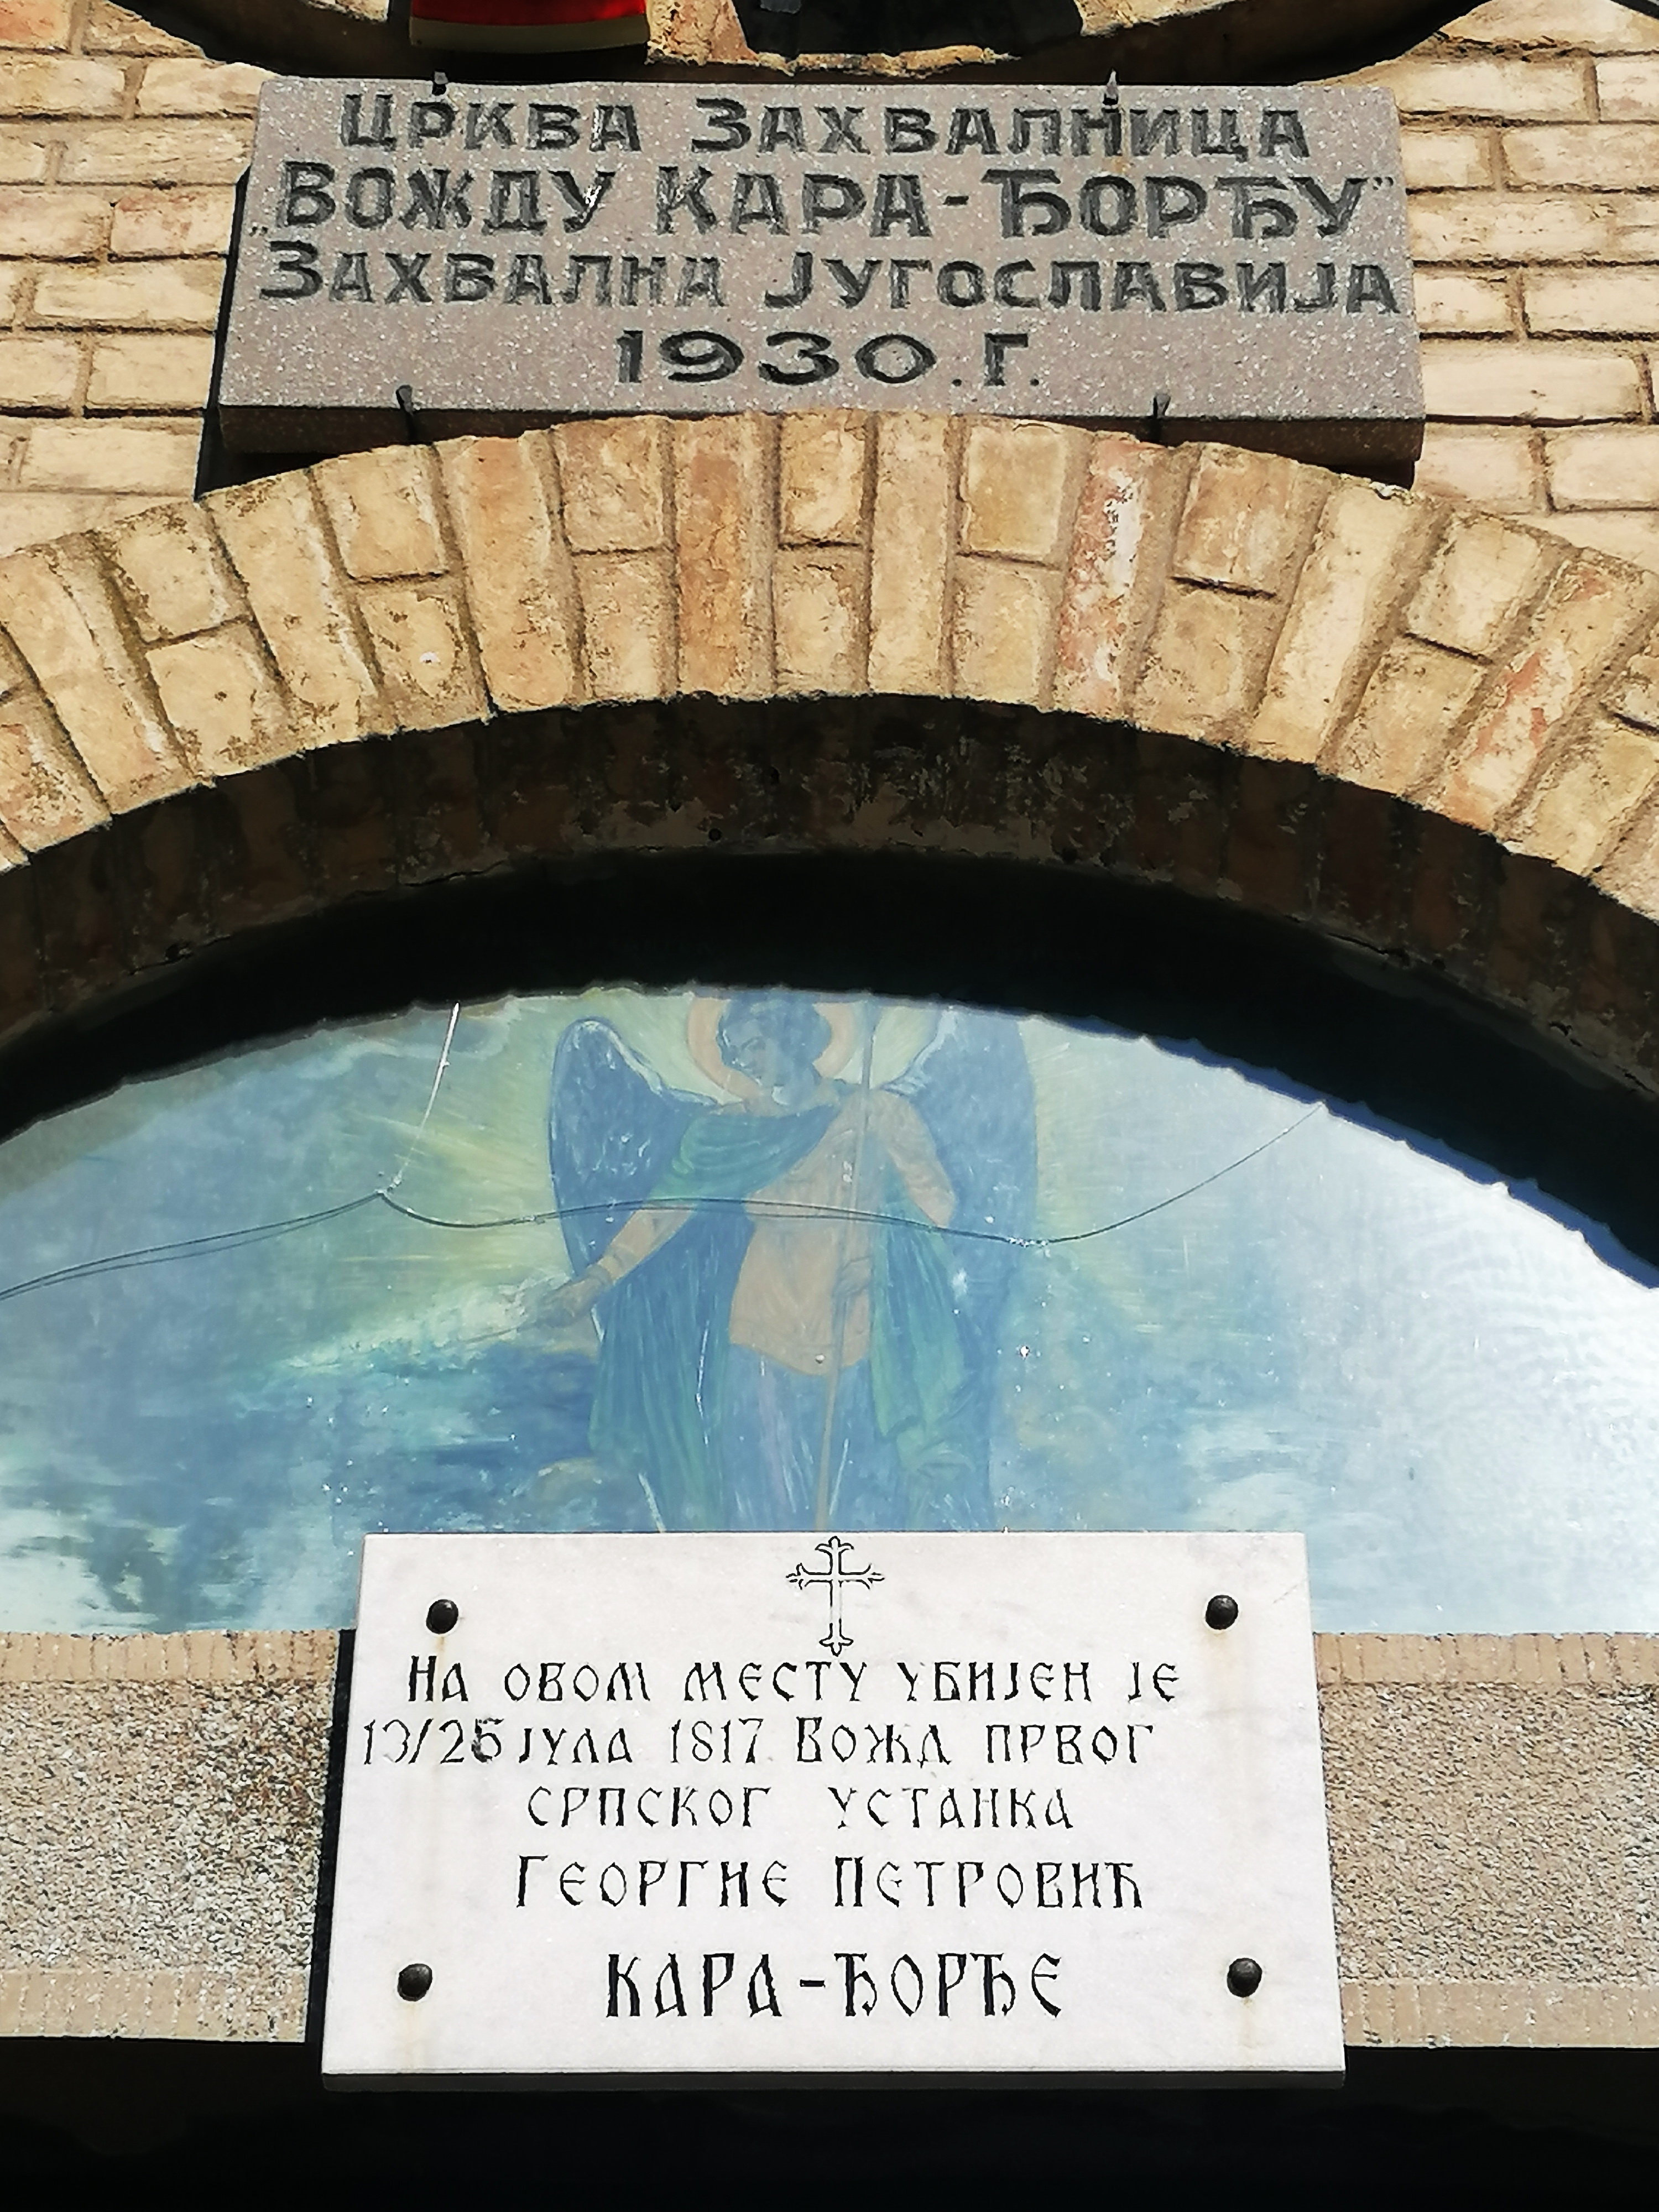 ЦРКВА ЗАХВАЛНИЦА
„ВОЖДУ КАРА-ЂОРЂУ”
ЗАХВАЛНА ЈУГОСЛАВИЈА
1930.Г.
НА ОВОМ МЕСТУ УБИЈЕН ЈЕ
13/25 ЈУЛА 1817 ВОЖД ПРВОГ
СРПСКОГ УСТАНКА
ГЕОРГИЕ ПЕТРОВИЋ
КАРА-ЂОРЂЕ